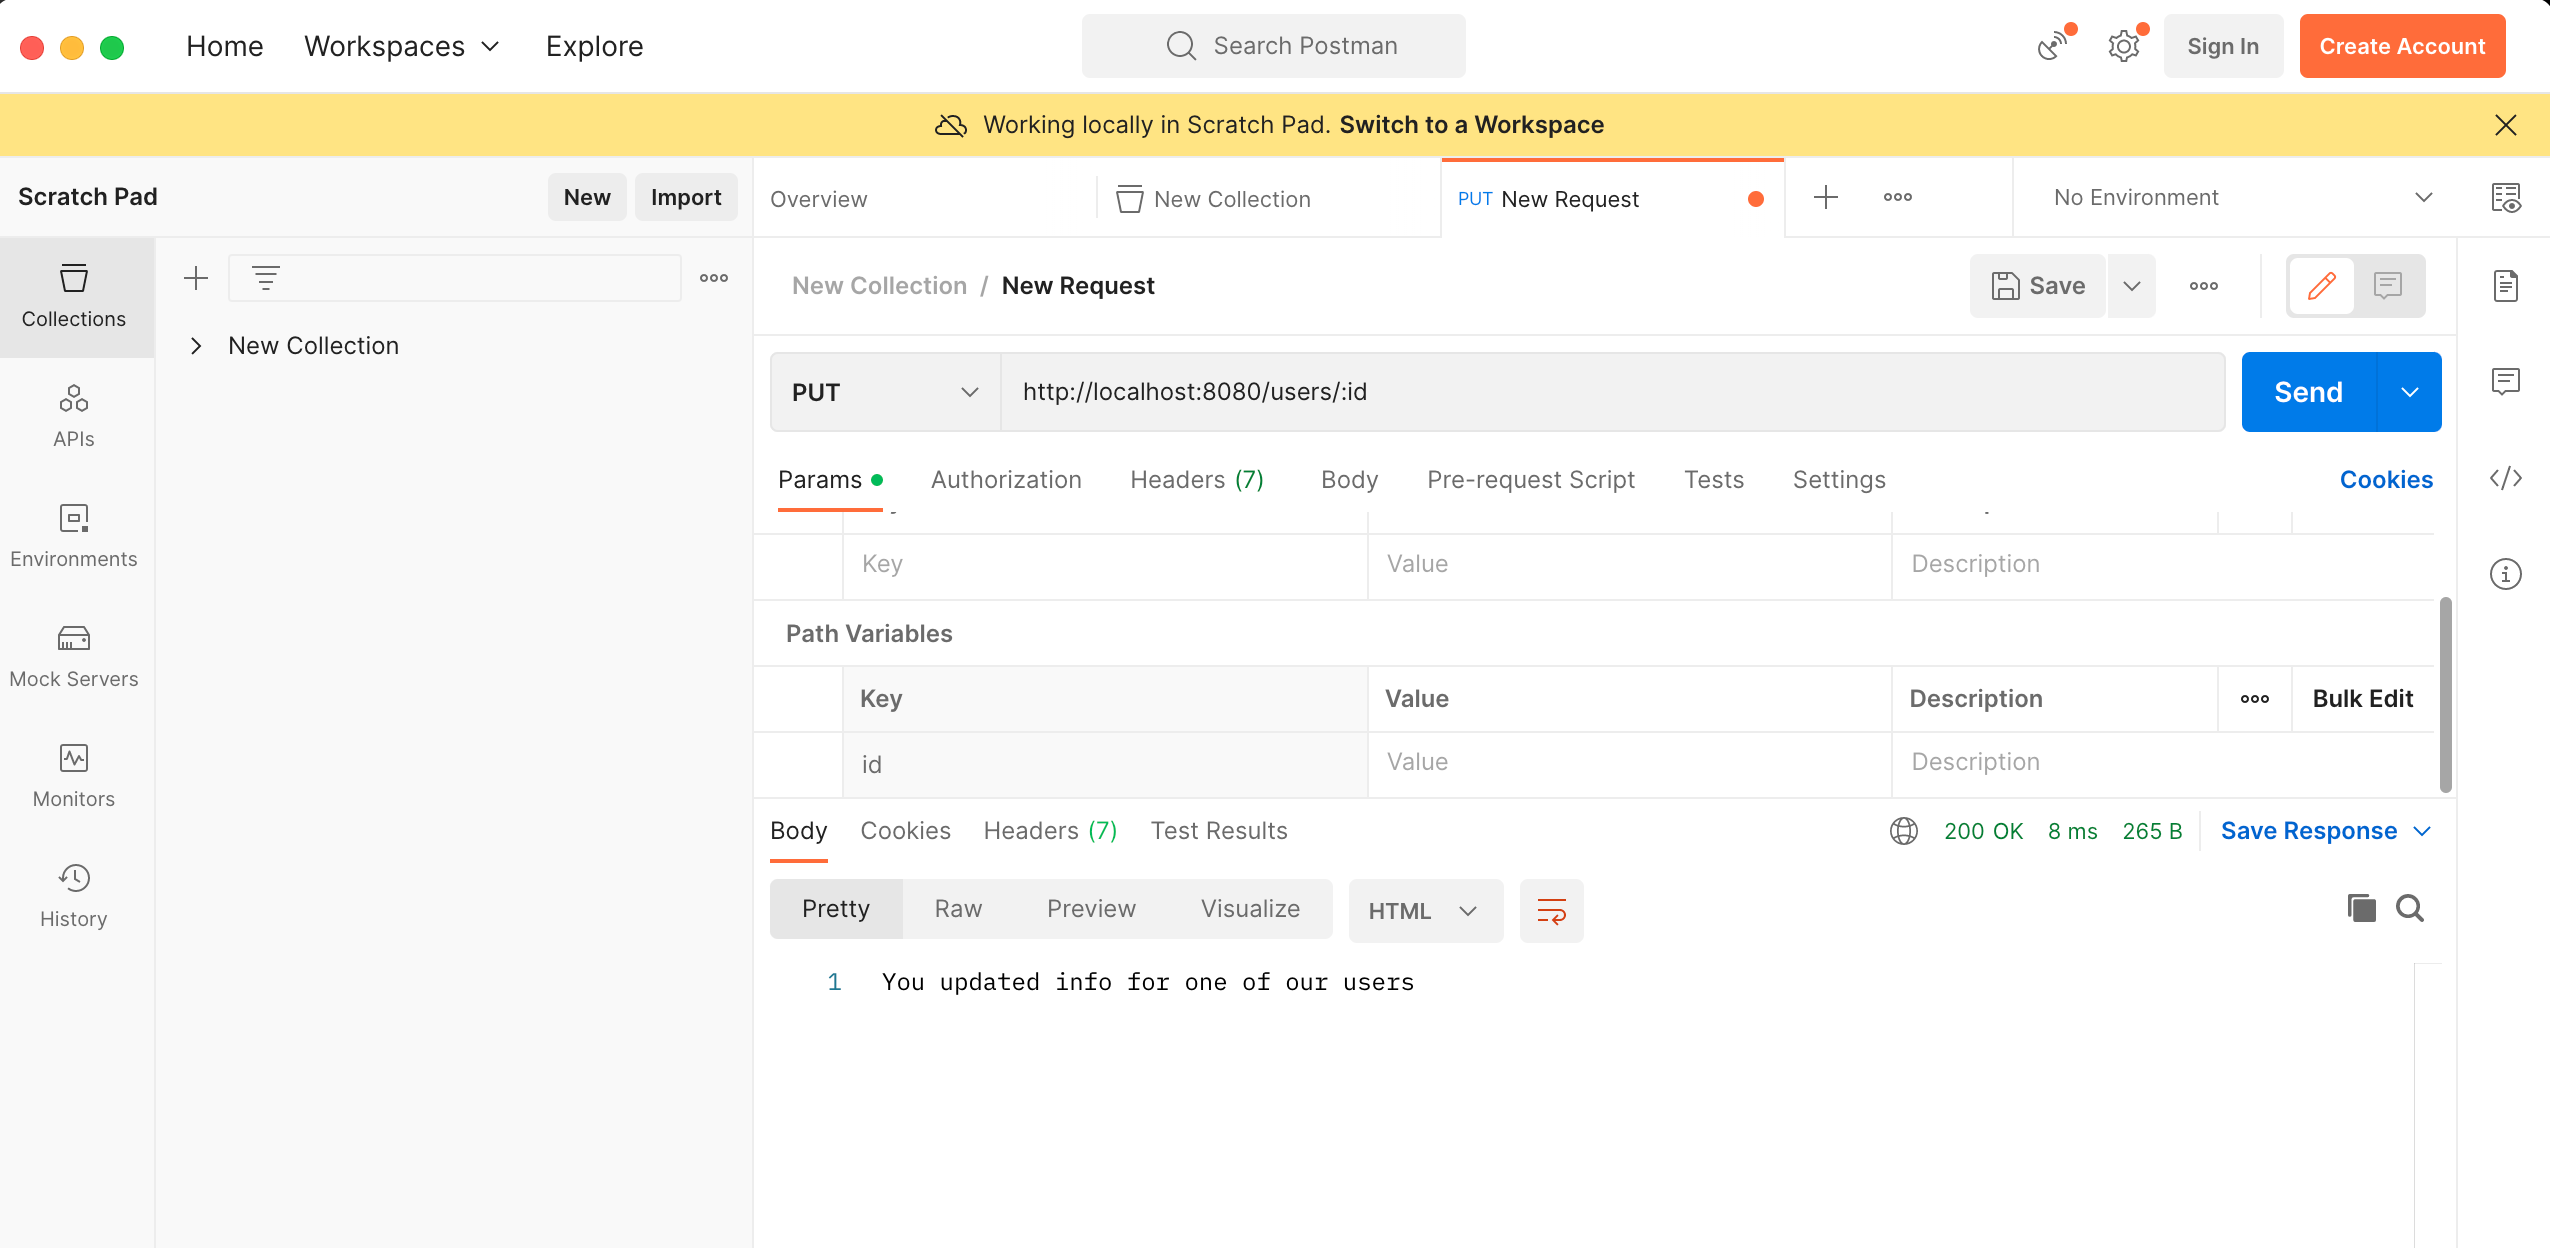 Home Workspaces Explore Search Postman Sign In Create Account
Working locally in Scratch Pad. Switch to a Workspace
Scratch Pad New Import Overview New Collection PUT New Request No Environment
Collections
New Collection
APIs
Environments
Mock Servers
Monitors
History
New Collection / New Request Save
PUT http://localhost:8080/users/:id Send
Params Authorization Headers (7) Body Pre-request Script Tests Settings Cookies
Key Value Description
Path Variables
Key Value Description Bulk Edit
id Value Description
Body Cookies Headers (7) Test Results 200 OK 8 ms 265 B Save Response
Pretty Raw Preview Visualize HTML
1 You updated info for one of our users